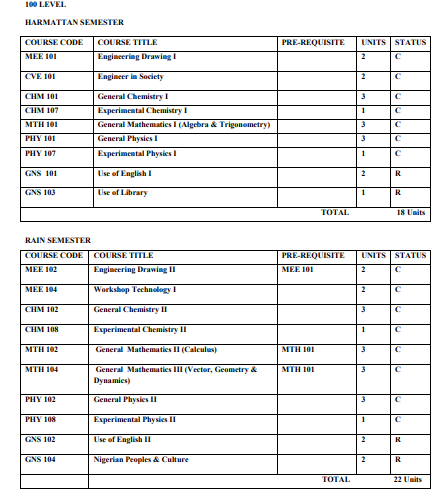 100 LEVEL
HARMATTAN SEMESTER
COURSE CODE COURSE TITLE PRE-REQUISITE UNITS STATUS
MEE 101 Engineering Drawing I 2 C
CVE 101 Engineer in Society 2 C
CHM 101 General Chemistry I 3 C
CHM 107 Experimental Chemistry I 1 C
MTH 101 General Mathematics I (Algebra & Trigonometry) 3 C
PHY 101 General Physics I 3 C
PHY 107 Experimental Physics I 1 C
GNS 101 Use of English I 2 R
GNS 103 Use of Library 1 R
TOTAL 18 Units
RAIN SEMESTER
COURSE CODE COURSE TITLE PRE-REQUISITE UNITS STATUS
MEE 102 Engineering Drawing II MEE 101 2 C
MEE 104 Workshop Technology I 2 C
CHM 102 General Chemistry II 3 C
CHM 108 Experimental Chemistry II 1 C
MTH 102 General Mathematics II (Calculus) MTH 101 3 C
MTH 104 General Mathematics III (Vector, Geometry & MTH 101 3 C
Dynamics)
PHY 102 General Physics II 3 C
PHY 108 Experimental Physics II 1 C
GNS 102 Use of English II 2 R
GNS 104 Nigerian Peoples & Culture 2 R
TOTAL 22 Units